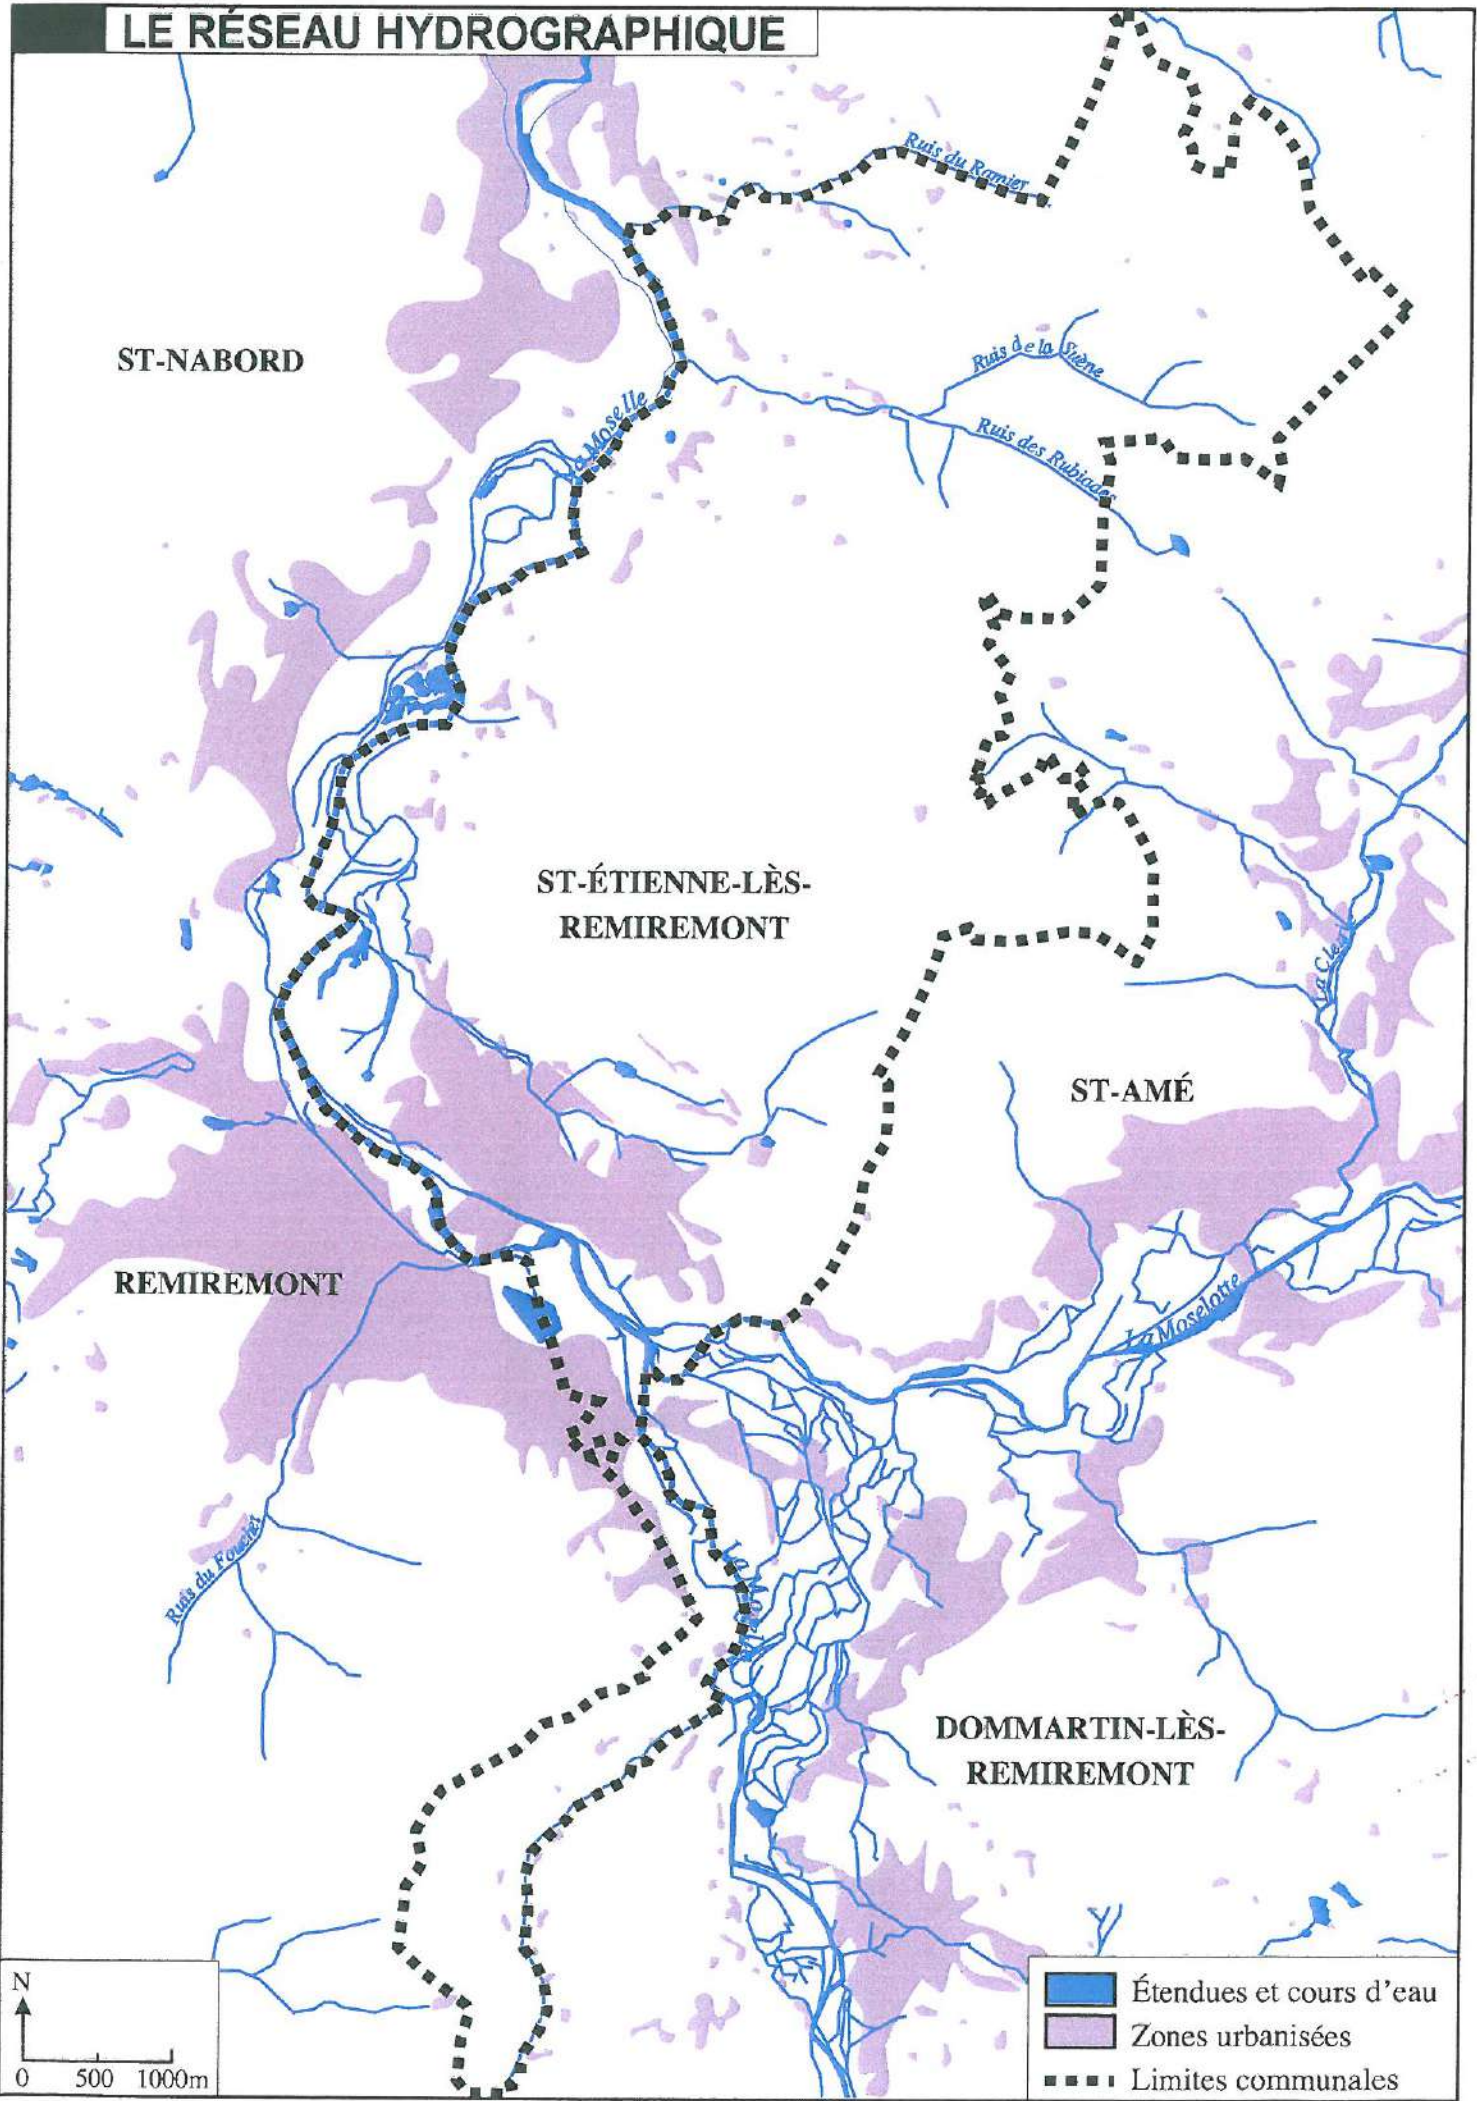 LE RÉSEAU HYDROGRAPHIQUE
Ruis du Ramier
ST-NABORD
Ruis de la Suène
La Moselle
Ruis des Rubiades
ST-ÉTIENNE-LÈS-
REMIREMONT
ST-AMÉ
REMIREMONT
La Moselotte
Ruis du Fouchet
DOMMARTIN-LÈS-
REMIREMONT
N
0 500 1000m
Étendues et cours d'eau
Zones urbanisées
Limites communales